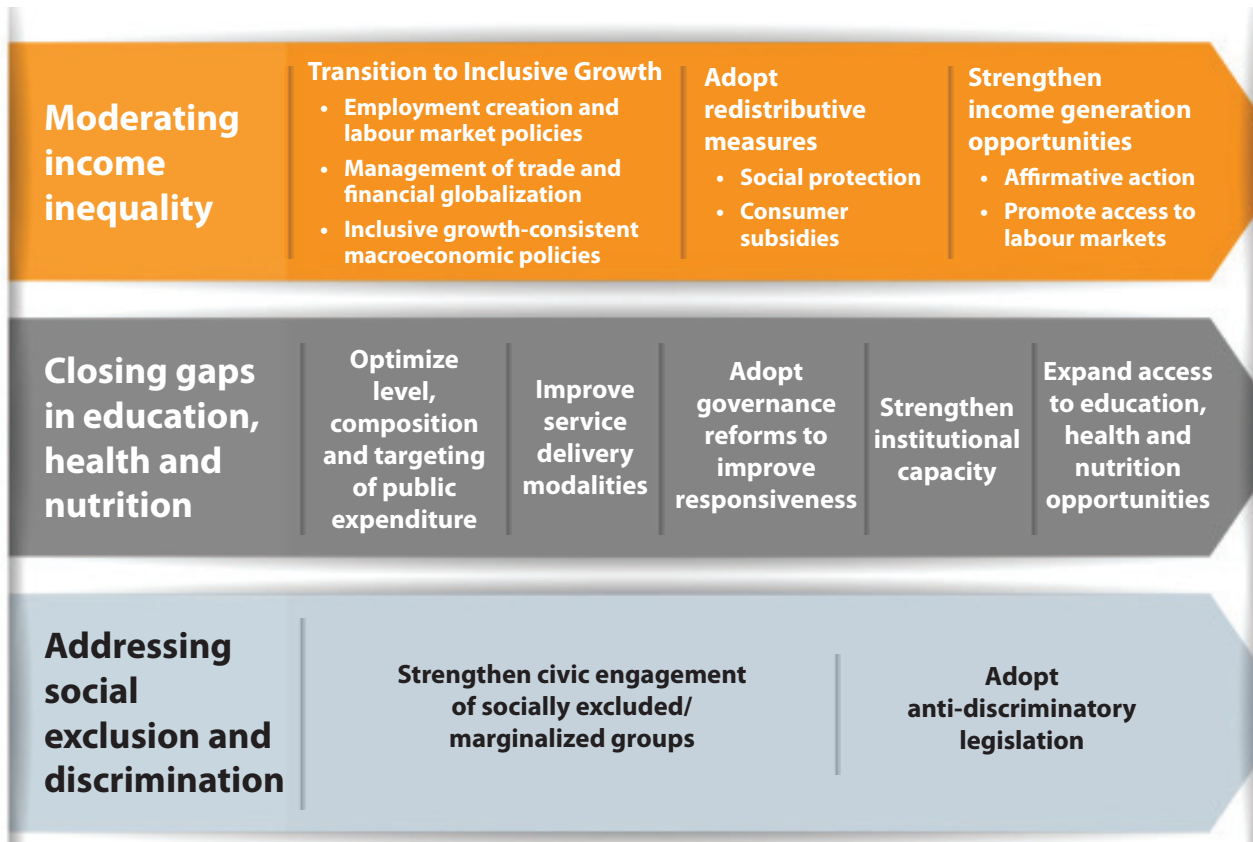 Moderating
income
inequality
Transition to Inclusive Growth
• Employment creation and
labour market policies
• Management of trade and
financial globalization
• Inclusive growth-consistent
macroeconomic policies
Adopt
redistributive
measures
• Social protection
• Consumer
subsidies
Strengthen
income generation
opportunities
• Affirmative action
• Promote access to
labour markets
Closing gaps
in education,
health and
nutrition
Optimize
level,
composition
and targeting
of public
expenditure
Improve
service
delivery
modalities
Adopt
governance
reforms to
improve
responsiveness
Strengthen
institutional
capacity
Expand access
to education,
health and
nutrition
opportunities
Addressing
social
exclusion and
discrimination
Strengthen civic engagement
of socially excluded/
marginalized groups
Adopt
anti-discriminatory
legislation